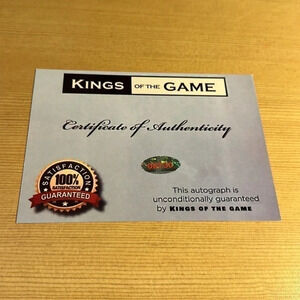 KINGS OF THE GAME
Certificate of Authenticity
SATISFACTION
100%
SATISFACTION
GUARANTEED
This autograph is
unconditionally guaranteed
by KINGS OF THE GAME